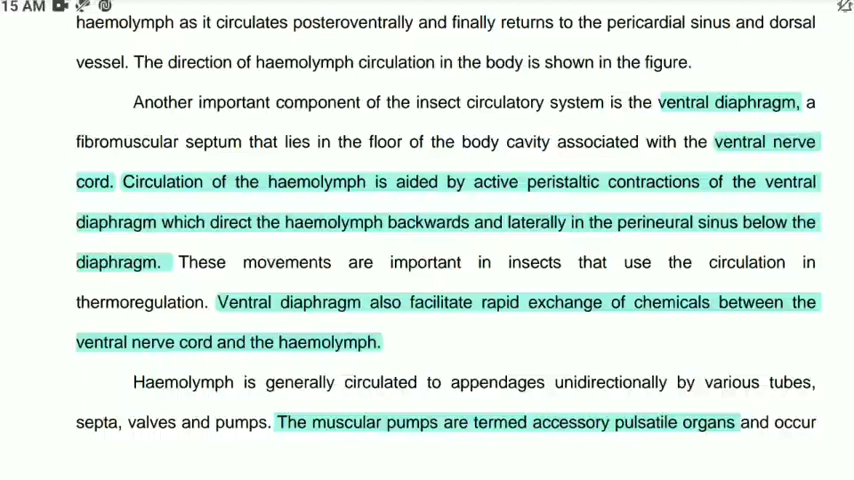 15 AM
haemolymph as it circulates posteroventrally and finally returns to the pericardial sinus and dorsal
vessel. The direction of haemolymph circulation in the body is shown in the figure.
Another important component of the insect circulatory system is the ventral diaphragm, a
fibromuscular septum that lies in the floor of the body cavity associated with the ventral nerve
cord. Circulation of the haemolymph is aided by active peristaltic contractions of the ventral
diaphragm which direct the haemolymph backwards and laterally in the perineural sinus below the
diaphragm. These movements are important in insects that use the circulation in
thermoregulation. Ventral diaphragm also facilitate rapid exchange of chemicals between the
ventral nerve cord and the haemolymph.
Haemolymph is generally circulated to appendages unidirectionally by various tubes,
septa, valves and pumps. The muscular pumps are termed accessory pulsatile organs and occur